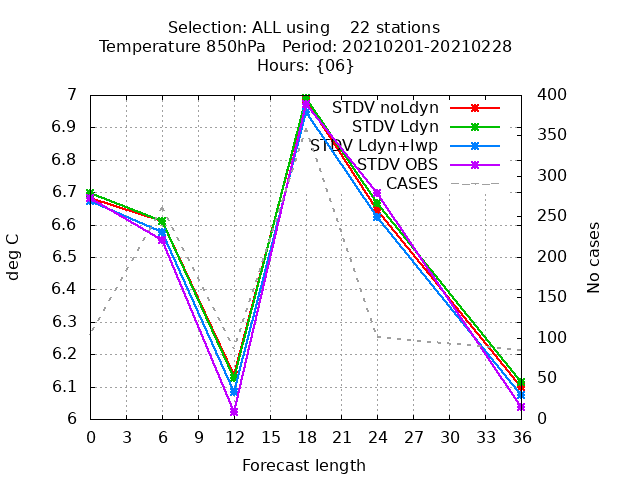 Selection: ALL using    22 stations
Temperature 850hPa   Period: 20210201-20210228
Hours: {06}
STDV noLdyn
STDV Ldyn
STDV Ldyn+Iwp
STDV OBS
CASES
deg C
7
6.9
6.8
6.7
6.6
6.5
6.4
6.3
6.2
6.1
6
400
350
300
250
200
150
100
50
0
No cases
0 3 6 9 12 15 18 21 24 27 30 33 36
Forecast length